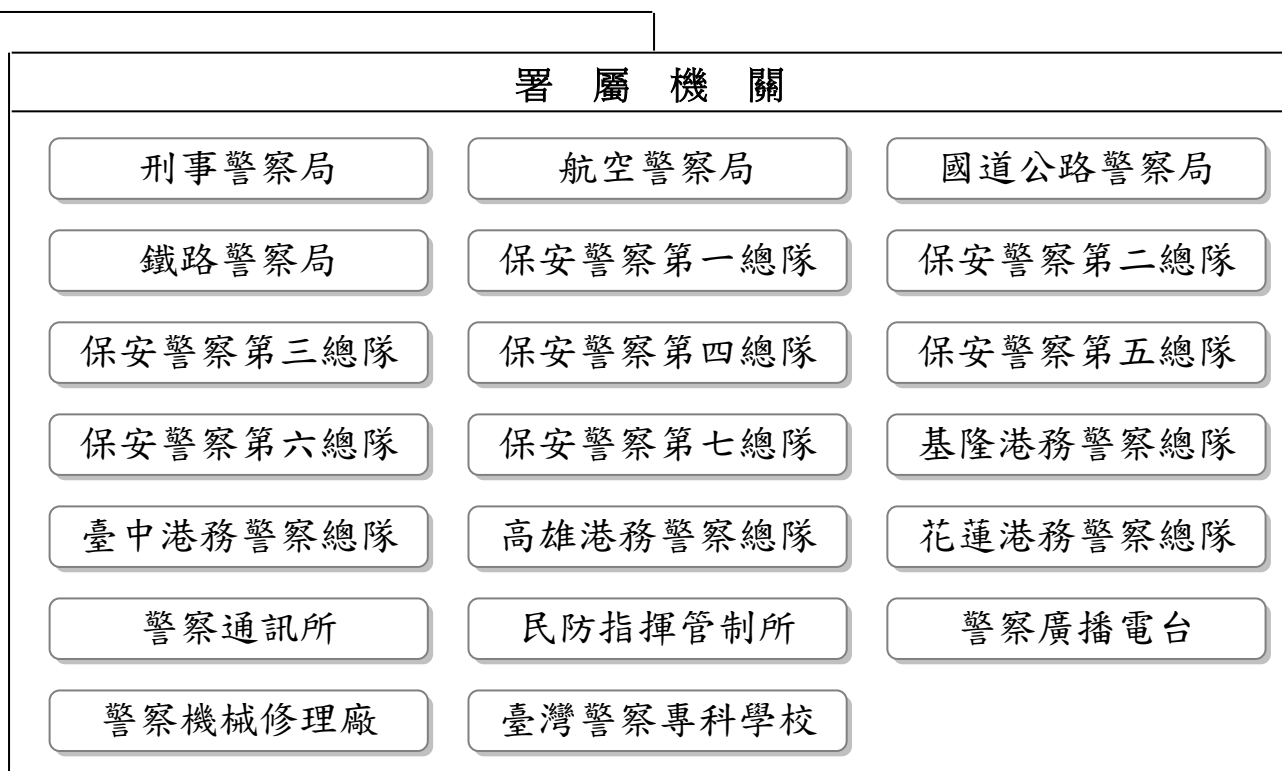 署屬機關
刑事警察局 航空警察局 國道公路警察局
鐵路警察局 保安警察第一總隊 保安警察第二總隊
保安警察第三總隊 保安警察第四總隊 保安警察第五總隊
保安警察第六總隊 保安警察第七總隊 基隆港務警察總隊
臺中港務警察總隊 高雄港務警察總隊 花蓮港務警察總隊
警察通訊所 民防指揮管制所 警察廣播電台
警察機械修理廠 臺灣警察專科學校